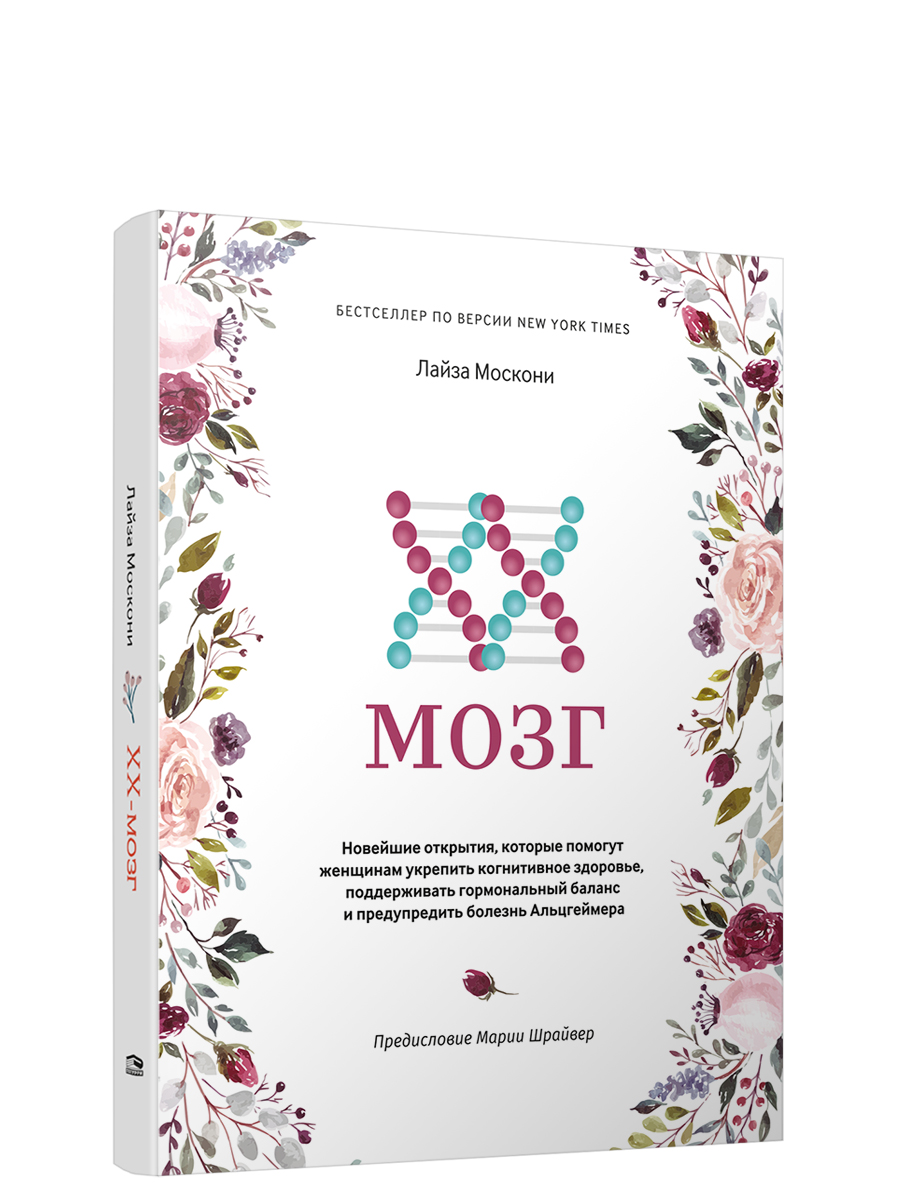 БЕСТСЕЛЛЕР ПО ВЕРСИИ NEW YORK TIMES
Лайза Москони
МОЗГ
Новейшие открытия, которые помогут
женщинам укрепить когнитивное здоровье,
поддерживать гормональный баланс
и предупредить болезнь Альцгеймера
Предисловие Марии Шрайвер
Лайза Москони
XX-мозг